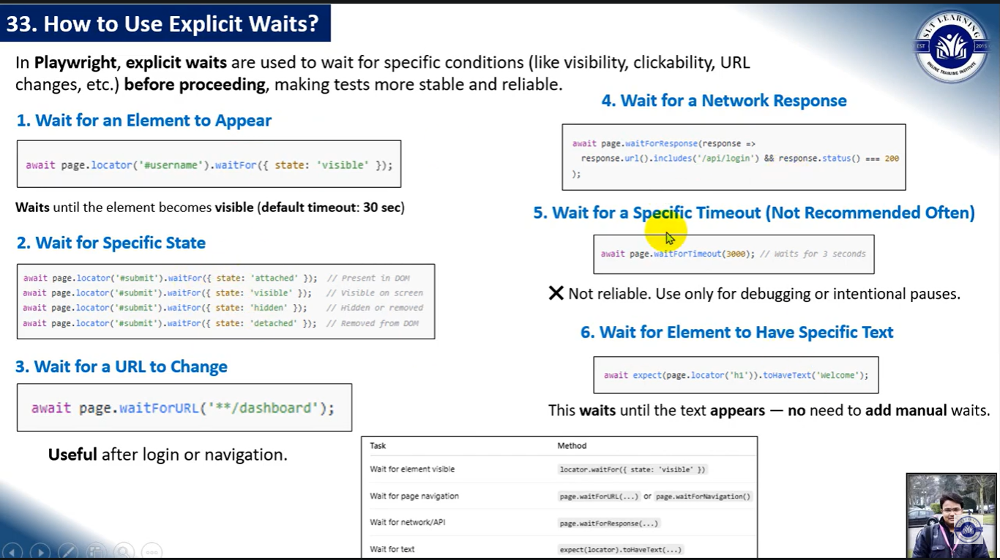 33. How to Use Explicit Waits?
SLT LEARNING
EST
2015
ONLINE TRAINING INSTITUTE
In Playwright, explicit waits are used to wait for specific conditions (like visibility, clickability, URL
changes, etc.) before proceeding, making tests more stable and reliable.
1. Wait for an Element to Appear
await page.locator('#username').waitFor({ state: 'visible' });
Waits until the element becomes visible (default timeout: 30 sec)
2. Wait for Specific State
await page.locator('#submit').waitFor({ state: 'attached' }); // Present in DOM
await page.locator('#submit').waitFor({ state: 'visible' }); // Visible on screen
await page.locator('#submit').waitFor({ state: 'hidden' }); // Hidden or removed
await page.locator('#submit').waitFor({ state: 'detached' }); // Removed from DOM
3. Wait for a URL to Change
await page.waitForURL('**/dashboard');
Useful after login or navigation.
4. Wait for a Network Response
await page.waitForResponse(response =>
response.url().includes('/api/login') && response.status() === 200
);
5. Wait for a Specific Timeout (Not Recommended Often)
await page.waitForTimeout(3000); // Waits for 3 seconds
❌ Not reliable. Use only for debugging or intentional pauses.
6. Wait for Element to Have Specific Text
await expect(page.locator('h1')).toHaveText('Welcome');
This waits until the text appears — no need to add manual waits.
Task Method
Wait for element visible locator.waitFor({ state: 'visible' })
Wait for page navigation page.waitForURL(...) or page.waitForNavigation()
Wait for network/API page.waitForResponse(...)
Wait for text expect(locator).toHaveText(...)